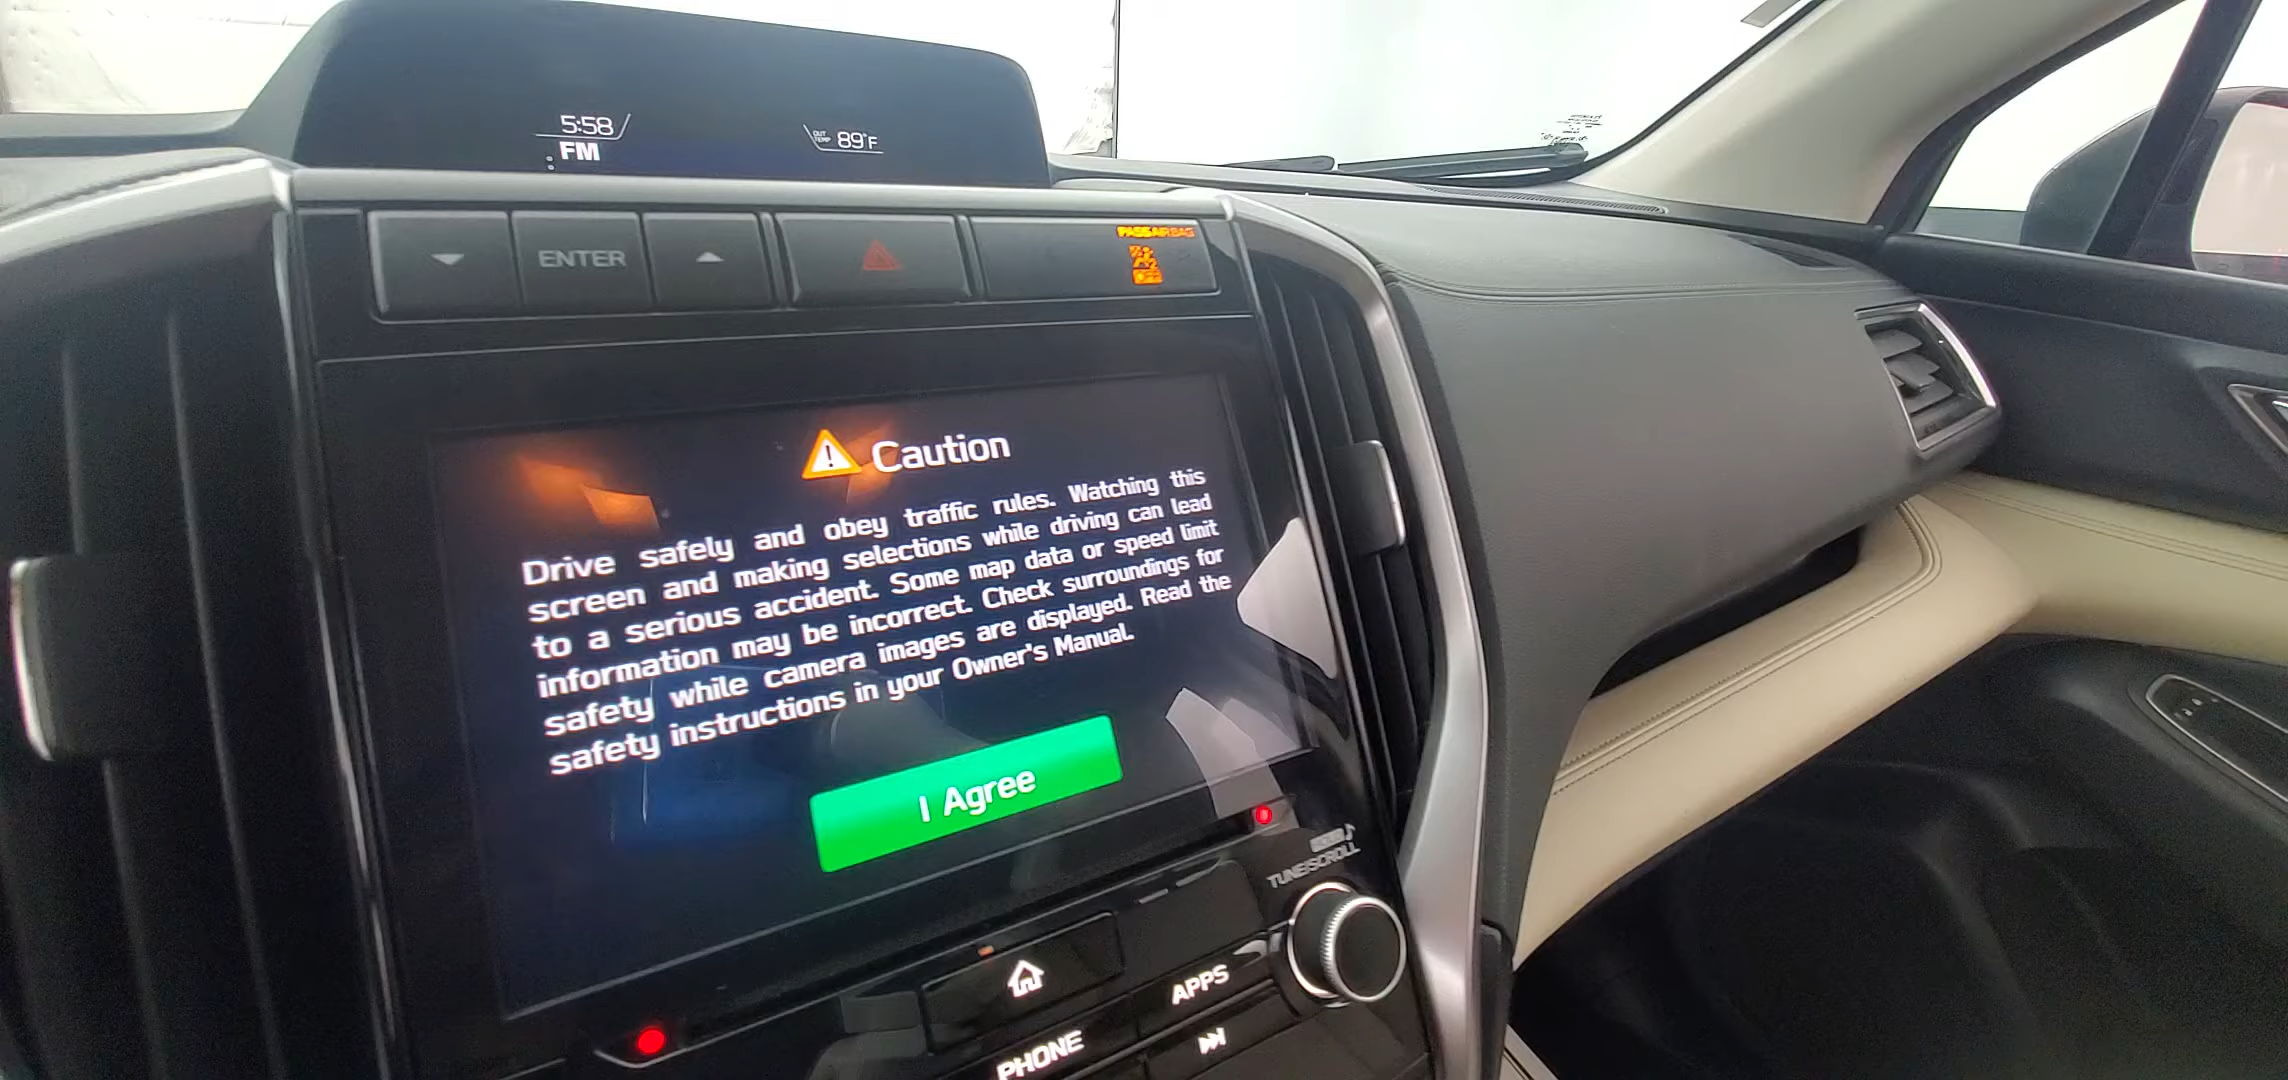 5:58
FM
OUT
TEMP
89°F
ENTER
PASS AIRBAG
Caution
Drive safely and obey traffic rules. Watching this
screen and making selections while driving can lead
to a serious accident. Some map data or speed limit
information may be incorrect. Check surroundings for
safety while camera images are displayed. Read the
safety instructions in your Owner's Manual.
I Agree
TUNE/SCROLL
APPS
PHONE